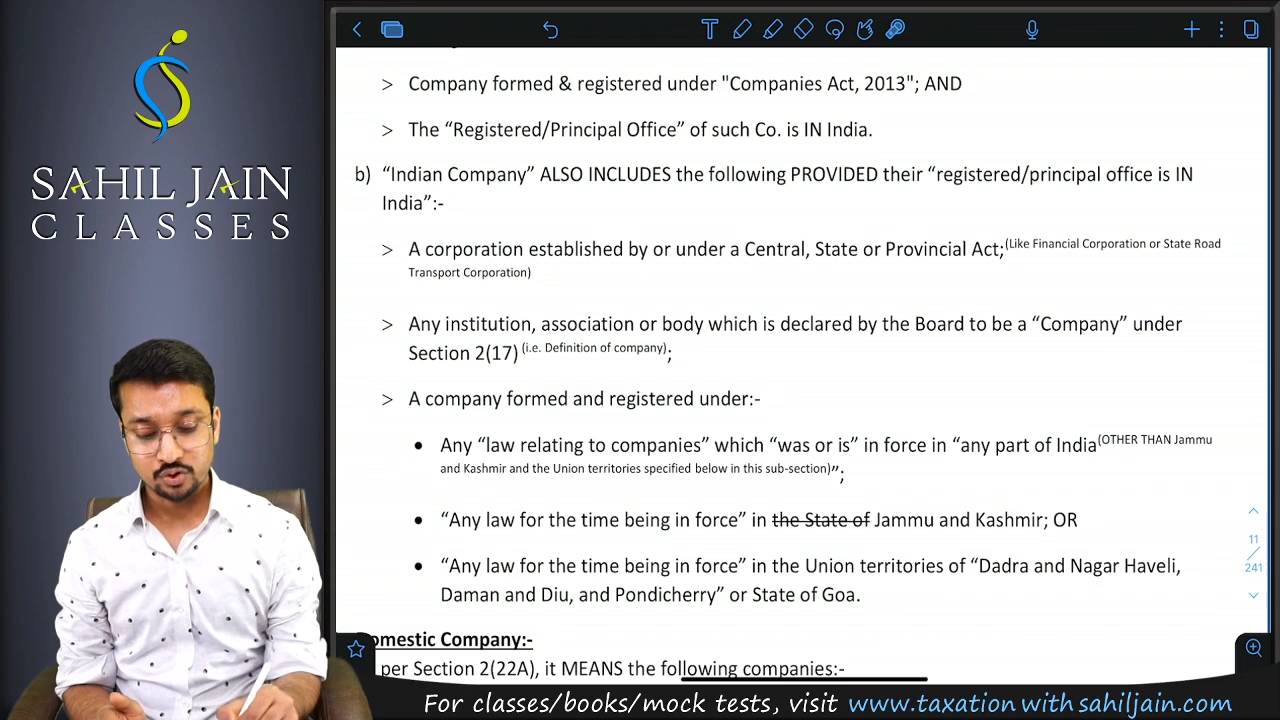 SAHIL JAIN
CLASSES
> Company formed & registered under "Companies Act, 2013"; AND
> The “Registered/Principal Office” of such Co. is IN India.
b) “Indian Company” ALSO INCLUDES the following PROVIDED their “registered/principal office is IN
India”:-
> A corporation established by or under a Central, State or Provincial Act;(Like Financial Corporation or State Road
Transport Corporation)
> Any institution, association or body which is declared by the Board to be a “Company” under
Section 2(17) (i.e. Definition of company);
> A company formed and registered under:-
• Any “law relating to companies” which “was or is” in force in “any part of India(OTHER THAN Jammu
and Kashmir and the Union territories specified below in this sub-section)”;
• “Any law for the time being in force” in the State of Jammu and Kashmir; OR
• “Any law for the time being in force” in the Union territories of “Dadra and Nagar Haveli,
Daman and Diu, and Pondicherry” or State of Goa.
omestic Company:-
per Section 2(22A), it MEANS the following companies:-
11
241
For classes/books/mock tests, visit www.taxationwithsahiljain.com